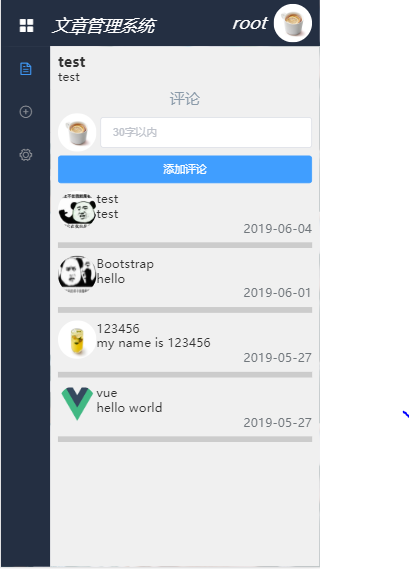 文章管理系统
root
test
test
评论
30字以内
添加评论
test
test
2019-06-04
Bootstrap
hello
2019-06-01
123456
my name is 123456
2019-05-27
vue
hello world
2019-05-27